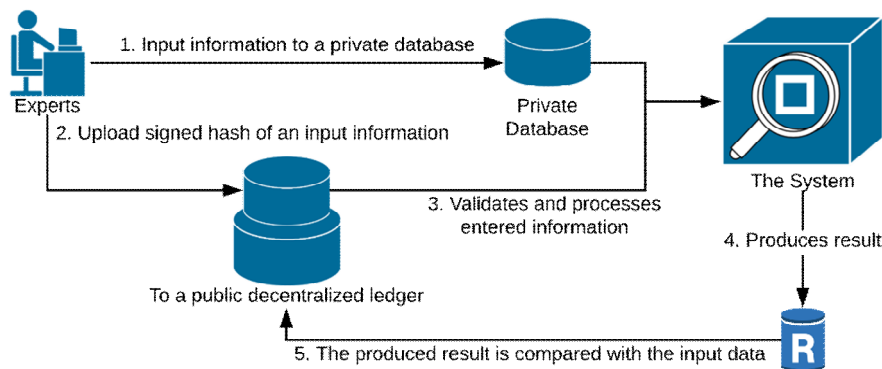 1. Input information to a private database
Experts
Private
Database
2. Upload signed hash of an input information
The System
3. Validates and processes
entered information
4. Produces result
To a public decentralized ledger
R
5. The produced result is compared with the input data